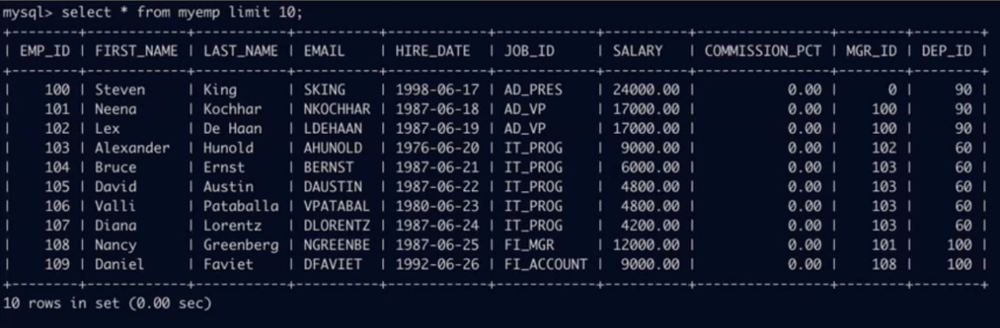 mysql> select * from myemp limit 10;
+--------+------------+-----------+----------+------------+------------+----------+----------------+--------+--------+
| EMP_ID | FIRST_NAME | LAST_NAME | EMAIL    | HIRE_DATE  | JOB_ID     | SALARY   | COMMISSION_PCT | MGR_ID | DEP_ID |
+--------+------------+-----------+----------+------------+------------+----------+----------------+--------+--------+
|    100 | Steven     | King      | SKING    | 1998-06-17 | AD_PRES    | 24000.00 |           0.00 |      0 |     90 |
|    101 | Neena      | Kochhar   | NKOCHHAR | 1987-06-18 | AD_VP      | 17000.00 |           0.00 |    100 |     90 |
|    102 | Lex        | De Haan   | LDEHAAN  | 1987-06-19 | AD_VP      | 17000.00 |           0.00 |    100 |     90 |
|    103 | Alexander  | Hunold    | AHUNOLD  | 1976-06-20 | IT_PROG    |  9000.00 |           0.00 |    102 |     60 |
|    104 | Bruce      | Ernst     | BERNST   | 1987-06-21 | IT_PROG    |  6000.00 |           0.00 |    103 |     60 |
|    105 | David      | Austin    | DAUSTIN  | 1987-06-22 | IT_PROG    |  4800.00 |           0.00 |    103 |     60 |
|    106 | Valli      | Pataballa | VPATABAL | 1980-06-23 | IT_PROG    |  4800.00 |           0.00 |    103 |     60 |
|    107 | Diana      | Lorentz   | DLORENTZ | 1987-06-24 | IT_PROG    |  4200.00 |           0.00 |    103 |     60 |
|    108 | Nancy      | Greenberg | NGREENBE | 1987-06-25 | FI_MGR     | 12000.00 |           0.00 |    101 |    100 |
|    109 | Daniel     | Faviet    | DFAVIET  | 1992-06-26 | FI_ACCOUNT |  9000.00 |           0.00 |    108 |    100 |
+--------+------------+-----------+----------+------------+------------+----------+----------------+--------+--------+
10 rows in set (0.00 sec)